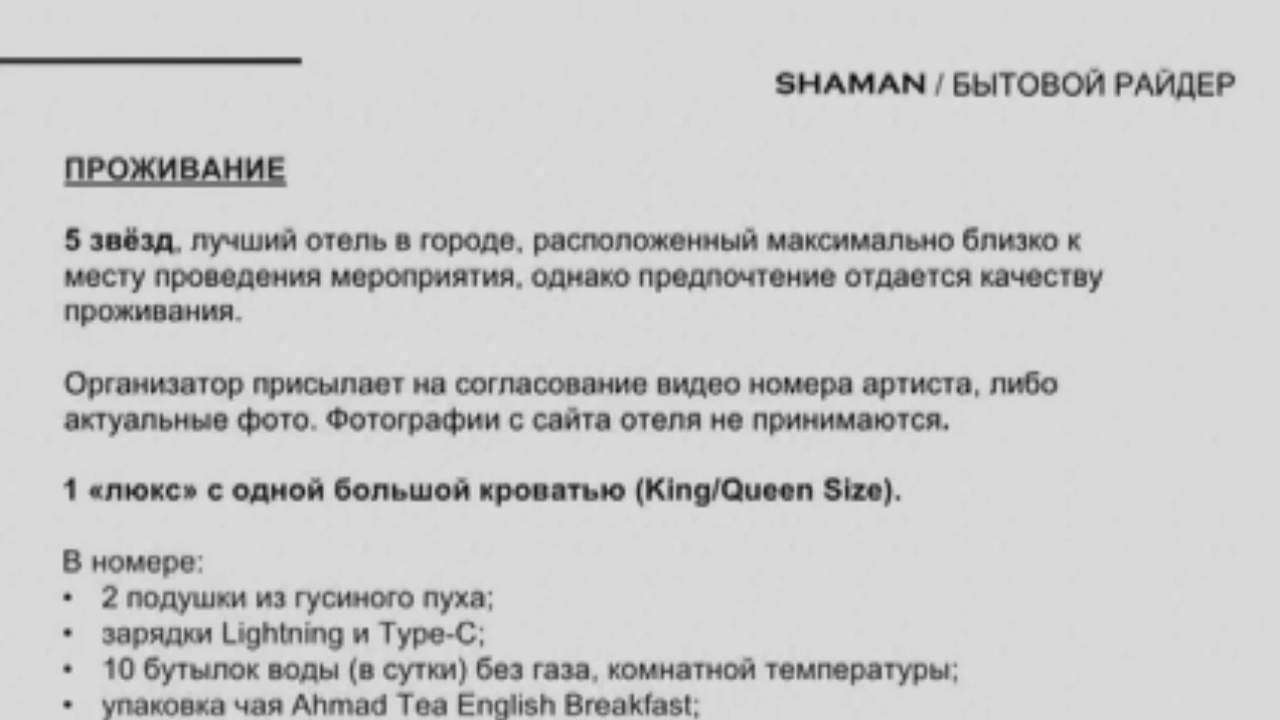 SHAMAN / БЫТОВОЙ РАЙДЕР
ПРОЖИВАНИЕ
5 звёзд, лучший отель в городе, расположенный максимально близко к
месту проведения мероприятия, однако предпочтение отдается качеству
проживания.
Организатор присылает на согласование видео номера артиста, либо
актуальные фото. Фотографии с сайта отеля не принимаются.
1 «люкс» с одной большой кроватью (King/Queen Size).
В номере:
• 2 подушки из гусиного пуха;
• зарядки Lightning и Type-C;
• 10 бутылок воды (в сутки) без газа, комнатной температуры;
• упаковка чая Ahmad Tea English Breakfast;